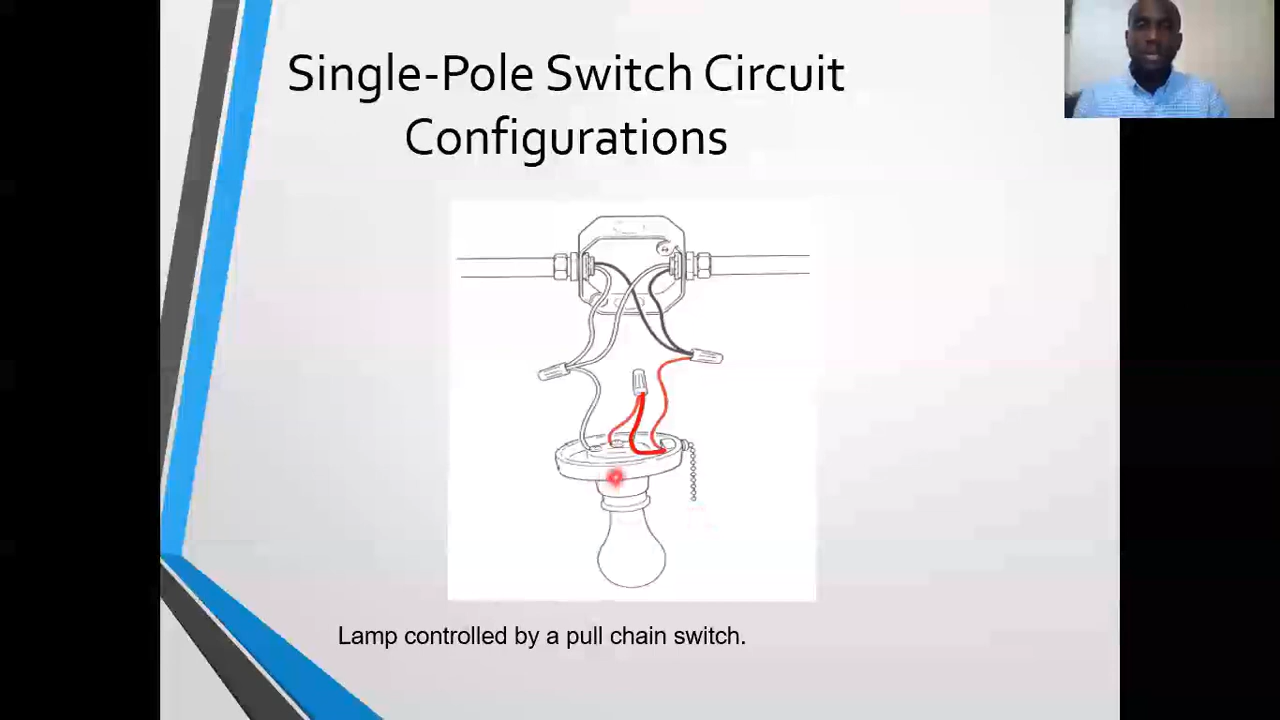 Single-Pole Switch Circuit
Configurations
Lamp controlled by a pull chain switch.